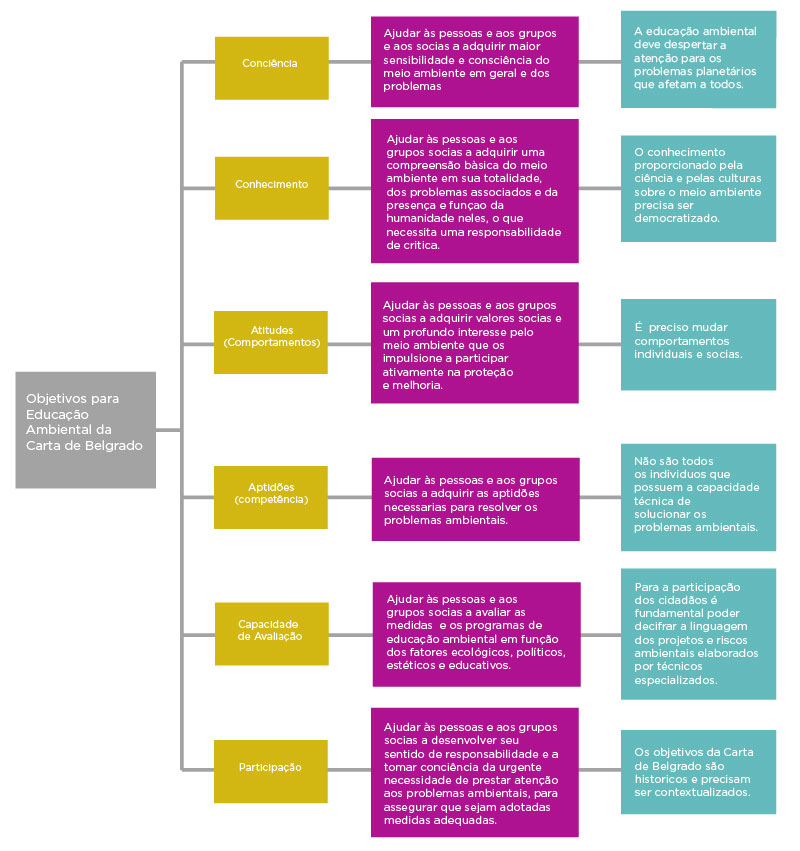 Objetivos para
Educação
Ambiental da
Carta de Belgrado
Conciência
Ajudar às pessoas e aos grupos
e aos socias a adquirir maior
sensibilidade e consciência do
meio ambiente em geral e dos
problemas
A educação ambiental
deve despertar a
atenção para os
problemas planetários
que afetam a todos.
Conhecimento
Ajudar às pessoas e aos
grupos socias a adquirir uma
compreensão bàsica do meio
ambiente em sua totalidade,
dos problemas associados e da
presença e funçao da
humanidade neles, o que
necessita uma responsabilidade
de critica.
O conhecimento
proporcionado pela
ciência e pelas culturas
sobre o meio ambiente
precisa ser
democratizado.
Atitudes
(Comportamentos)
Ajudar às pessoas e aos grupos
socias a adquirir valores socias e
um profundo interesse pelo
meio ambiente que os
impulsione a participar
ativamente na proteção
e melhoria.
É preciso mudar
comportamentos
individuais e socias.
Aptidões
(competência)
Ajudar às pessoas e aos grupos
socias a adquirir as aptidões
necessarias para resolver os
problemas ambientais.
Não são todos
os individuos que
possuem a capacidade
técnica de
solucionar os
problemas ambientais.
Capacidade
de Avaliação
Ajudar às pessoas e aos
grupos socias a avaliar as
medidas e os programas de
educação ambiental em função
dos fatores ecológicos, políticos,
estéticos e educativos.
Para a participação
dos cidadãos é
fundamental poder
decifrar a linguagem
dos projetos e riscos
ambientais elaborados
por técnicos
especializados.
Participação
Ajudar às pessoas e aos grupos
socias a desenvolver seu
sentido de responsabilidade e a
tomar conciência da urgente
necessidade de prestar atenção
aos problemas ambientais, para
assegurar que sejam adotadas
medidas adequadas.
Os objetivos da Carta
de Belgrado são
historicos e precisam
ser contextualizados.